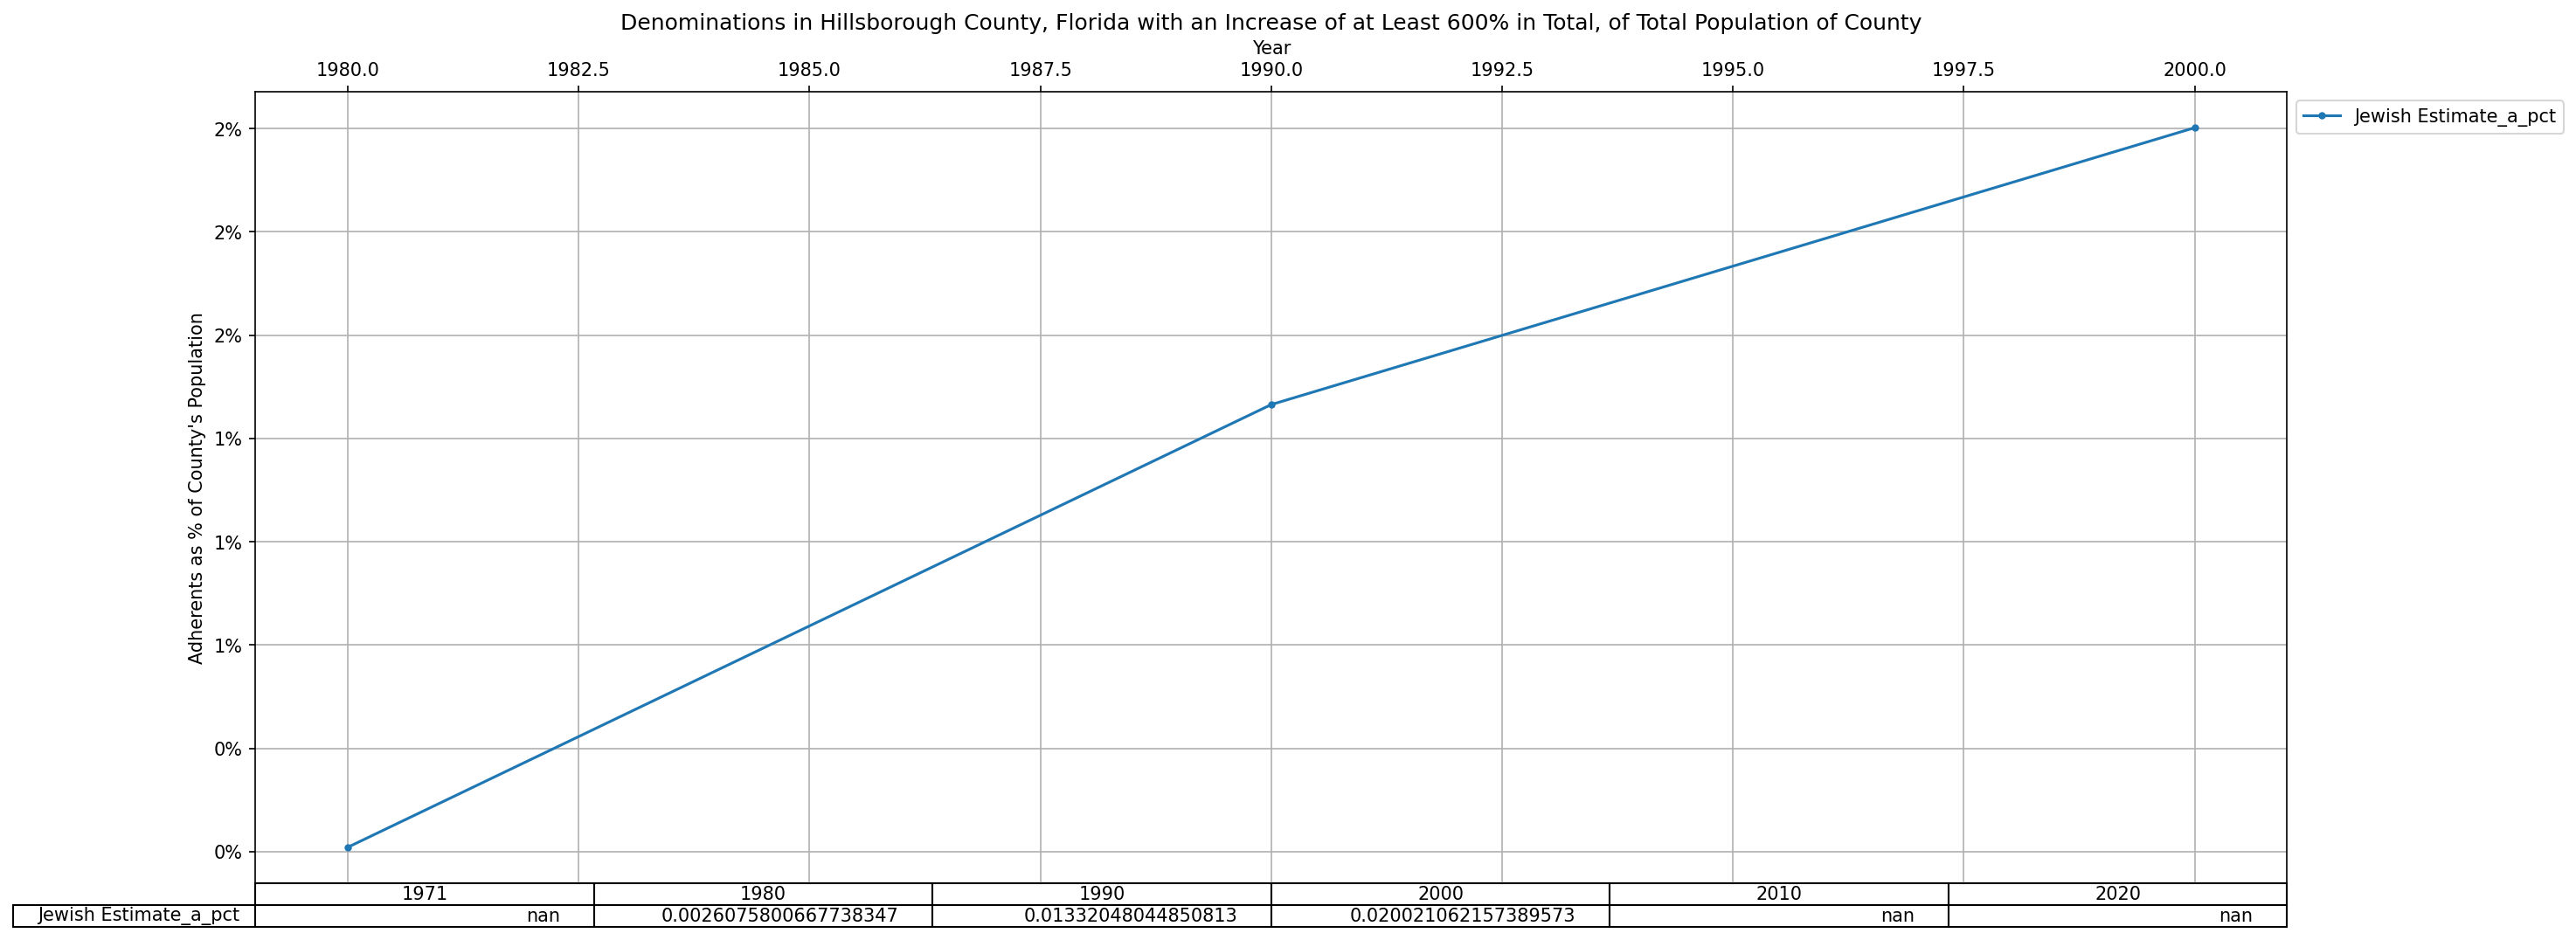 Denominations in Hillsborough County, Florida with an Increase of at Least 600% in Total, of Total Population of County
Year
1980.0 1982.5 1985.0 1987.5 1990.0 1992.5 1995.0 1997.5 2000.0
Jewish Estimate_a_pct
Adherents as % of County's Population
2%
2%
2%
1%
1%
1%
0%
0%
1971 1980 1990 2000 2010 2020
Jewish Estimate_a_pct nan 0.0026075800667738347 0.01332048044850813 0.020021062157389573 nan nan